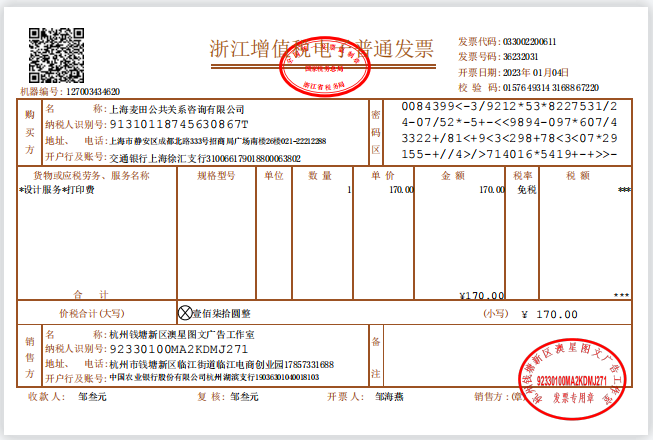 浙江增值税电子普通发票
全国统一发票监制章
国家税务总局
浙江省税务局
发票代码: 033002200611
发票号码: 36232031
开票日期: 2023年 01月04日
校 验 码: 01576 49314 31688 67220
机器编号: 127003434620
购买方
名 称: 上海麦田公共关系咨询有限公司
纳税人识别号: 91310118745630867T
地址、 电话: 上海市静安区成都北路333号招商局广场南楼26楼021-22212288
开户行及账号: 交通银行上海徐汇支行310066179018800063802
密码区
0084399<-3/9212*53*8227531/2
4-07/52*-5+-<<9894-097*607/4
3322+/81<+9<3<298+78<3<07*29
155-+//4>/>714016*5419+-+>>-
货物或应税劳务、服务名称 规格型号 单位 数 量 单 价 金 额 税率 税 额
*设计服务*打印费 1 170.00 170.00 免税 ***
合 计 ¥170.00 ***
价税合计(大写) ⊗壹佰柒拾圆整 (小写) ¥ 170.00
销售方
名 称: 杭州钱塘新区澳星图文广告工作室
纳税人识别号: 92330100MA2KDMJ271
地址、 电话: 杭州市钱塘新区临江街道临江电商创业园17857331688
开户行及账号: 中国农业银行股份有限公司杭州湖滨支行19036301040018103
备注
收 款 人: 邹叁元 复 核: 邹叁元 开 票 人: 邹海燕 销售方: (章)
杭州钱塘新区澳星图文广告工作室
92330100MA2KDMJ271
发票专用章